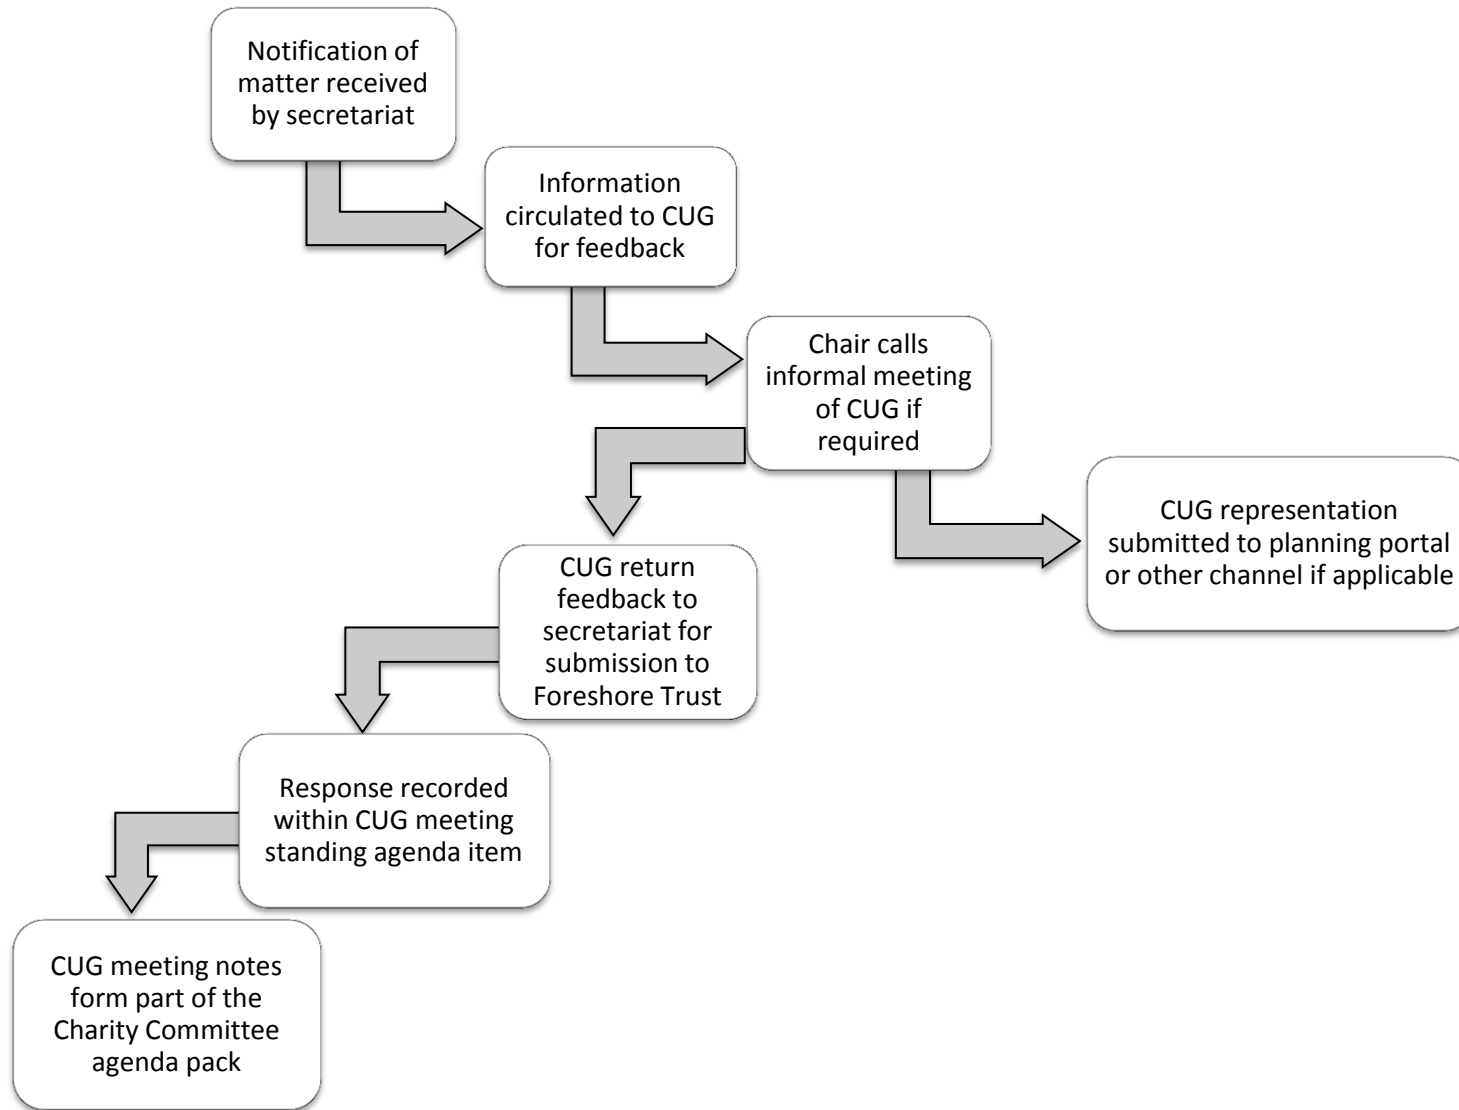 Notification of
matter received
by secretariat
Information
circulated to CUG
for feedback
Chair calls
informal meeting
of CUG if
required
CUG representation
submitted to planning portal
or other channel if applicable
CUG return
feedback to
secretariat for
submission to
Foreshore Trust
Response recorded
within CUG meeting
standing agenda item
CUG meeting notes
form part of the
Charity Committee
agenda pack